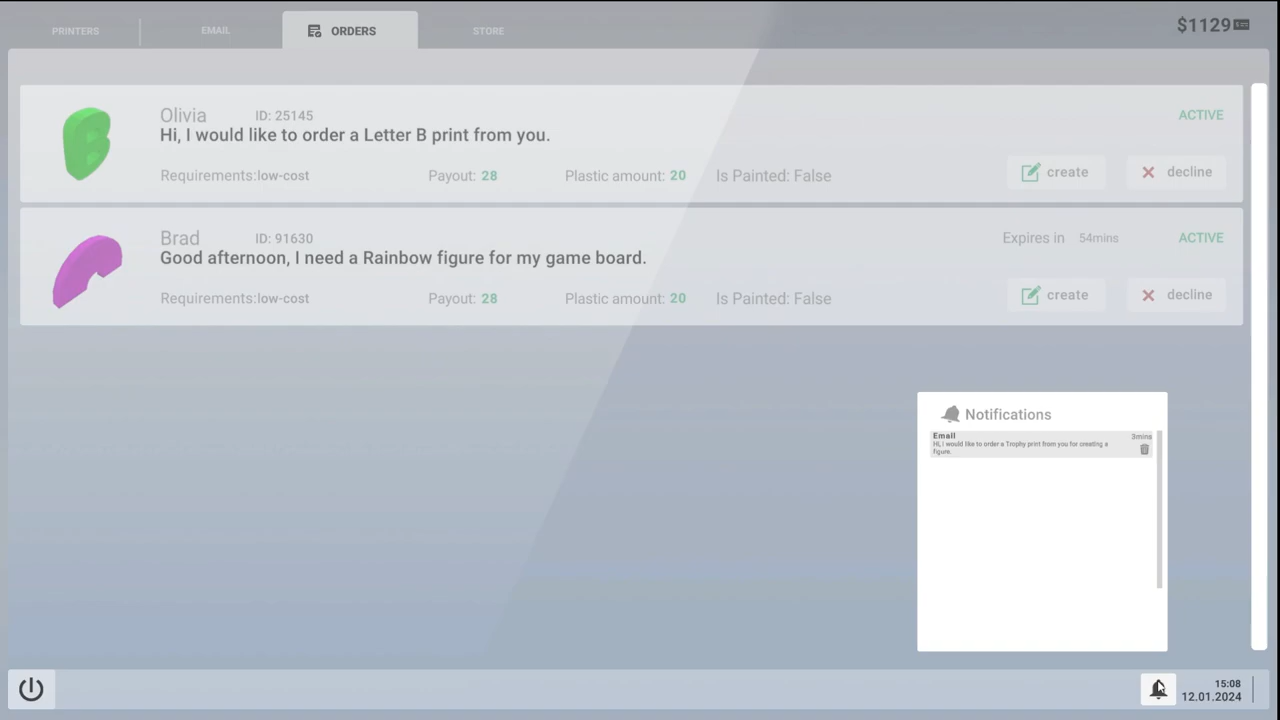 PRINTERS
EMAIL
ORDERS
STORE
$1129
Olivia ID: 25145
ACTIVE
Hi, I would like to order a Letter B print from you.
Requirements:low-cost Payout: 28 Plastic amount: 20 Is Painted: False
create
decline
Brad ID: 91630
Expires in 54mins ACTIVE
Good afternoon, I need a Rainbow figure for my game board.
Requirements:low-cost Payout: 28 Plastic amount: 20 Is Painted: False
create
decline
Notifications
Email 3mins
Hi, I would like to order a Trophy print from you for creating a
figure.
15:08
12.01.2024